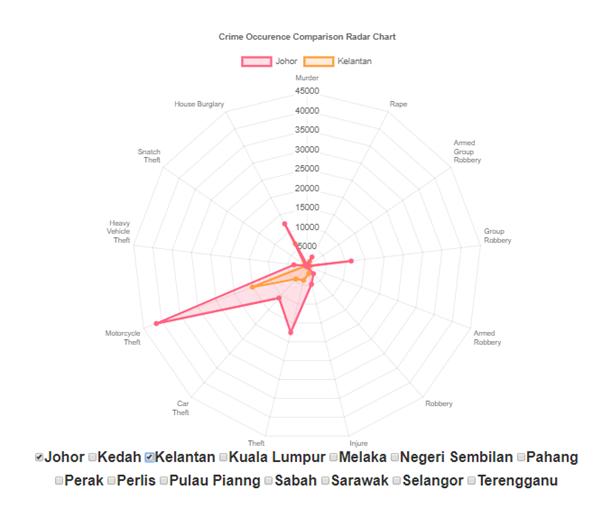 Crime Occurence Comparison Radar Chart
Johor Kelantan
Murder
45000
House Burglary
Rape
40000
35000
30000
Snatch
Theft
Armed
Group
Robbery
25000
20000
15000
Heavy
Vehicle
Theft
Group
Robbery
10000
5000
Motorcycle
Theft
Armed
Robbery
Car
Theft
Robbery
Theft
Injure
Johor Kedah Kelantan Kuala Lumpur Melaka Negeri Sembilan Pahang
Perak Perlis Pulau Pianng Sabah Sarawak Selangor Terengganu